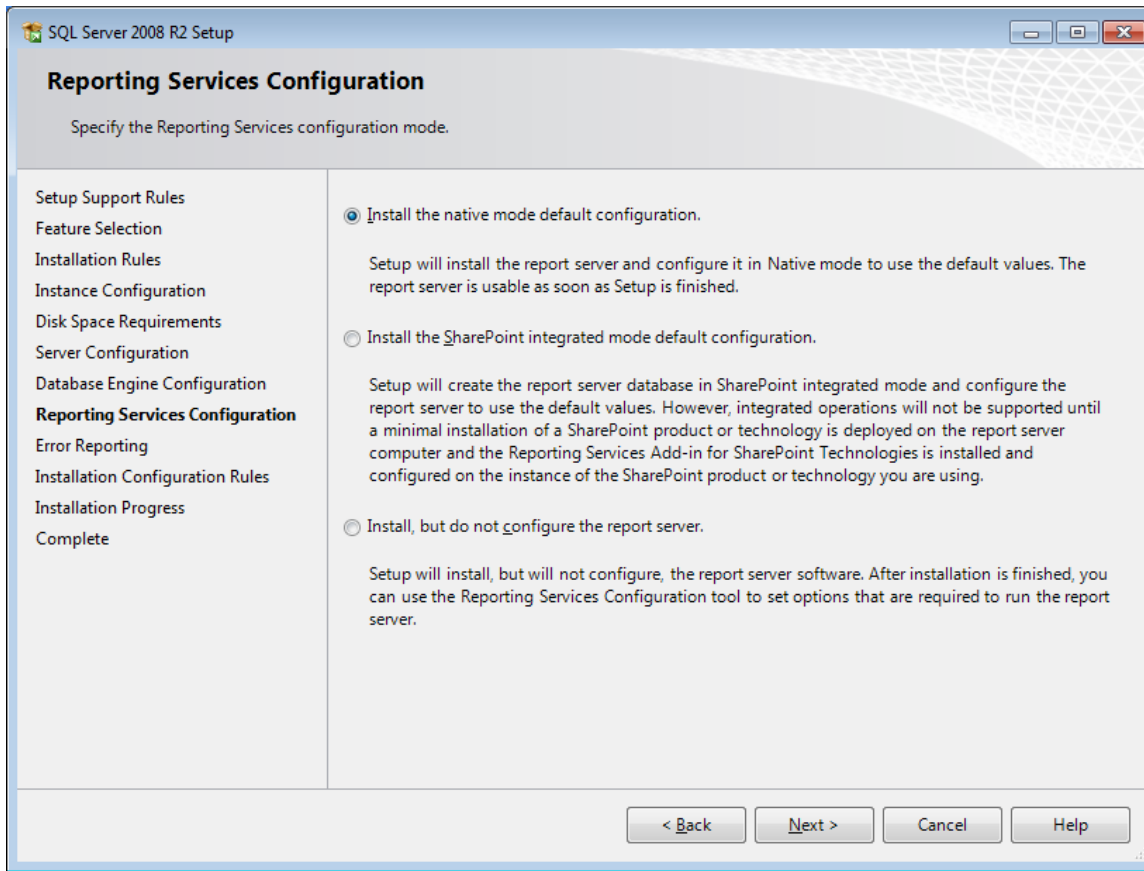 SQL Server 2008 R2 Setup
Reporting Services Configuration
Specify the Reporting Services configuration mode.
Setup Support Rules
Feature Selection
Installation Rules
Instance Configuration
Disk Space Requirements
Server Configuration
Database Engine Configuration
Reporting Services Configuration
Error Reporting
Installation Configuration Rules
Installation Progress
Complete
Install the native mode default configuration.
Setup will install the report server and configure it in Native mode to use the default values. The
report server is usable as soon as Setup is finished.
Install the SharePoint integrated mode default configuration.
Setup will create the report server database in SharePoint integrated mode and configure the
report server to use the default values. However, integrated operations will not be supported until
a minimal installation of a SharePoint product or technology is deployed on the report server
computer and the Reporting Services Add-in for SharePoint Technologies is installed and
configured on the instance of the SharePoint product or technology you are using.
Install, but do not configure the report server.
Setup will install, but will not configure, the report server software. After installation is finished, you
can use the Reporting Services Configuration tool to set options that are required to run the report
server.
< Back
Next >
Cancel
Help